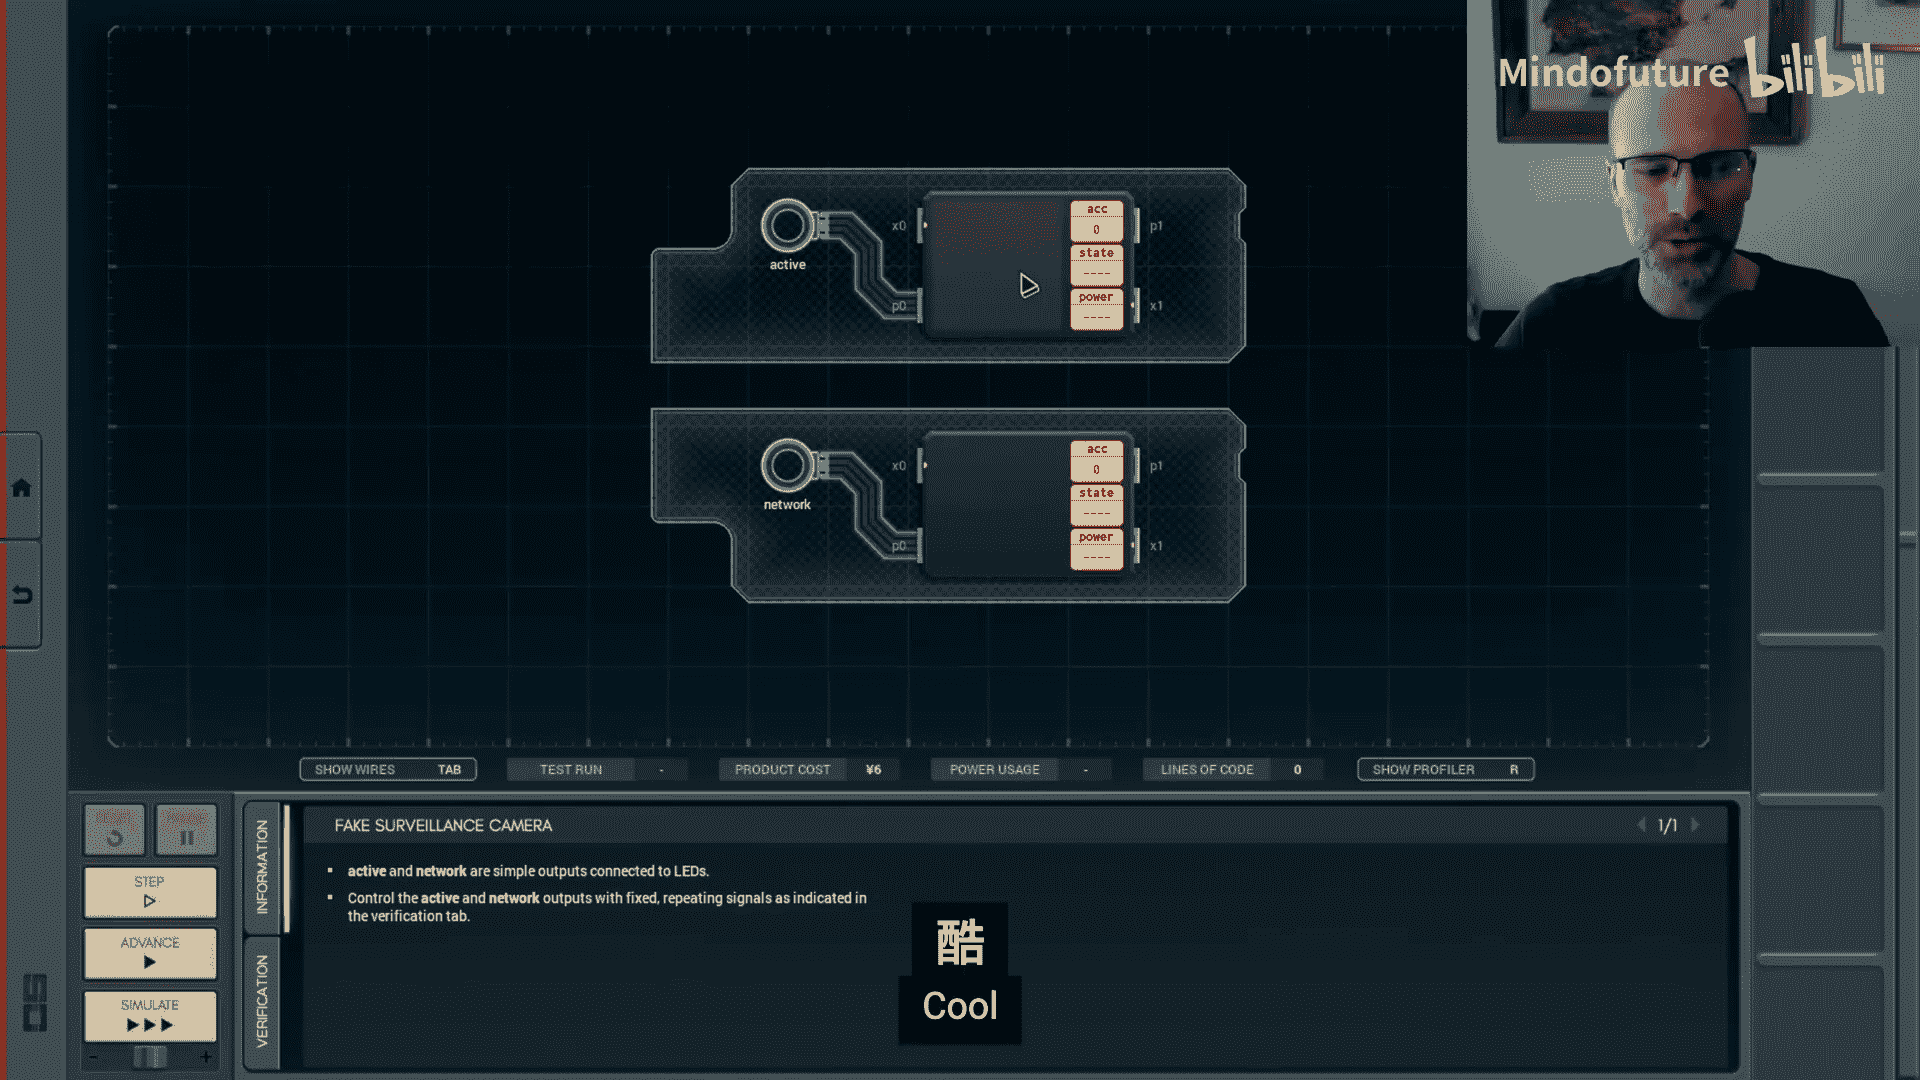 Mindofuture bilibili
active
x0
p0
acc
0
state
----
power
----
p1
x1
network
x0
p0
acc
0
state
----
power
----
p1
x1
SHOW WIRES TAB
TEST RUN -
PRODUCT COST ¥6
POWER USAGE -
LINES OF CODE 0
SHOW PROFILER R
STEP
ADVANCE
SIMULATE
- +
INFORMATION
VERIFICATION
FAKE SURVEILLANCE CAMERA
1/1
▪ active and network are simple outputs connected to LEDs.
▪ Control the active and network outputs with fixed, repeating signals as indicated in
the verification tab.
酷
Cool